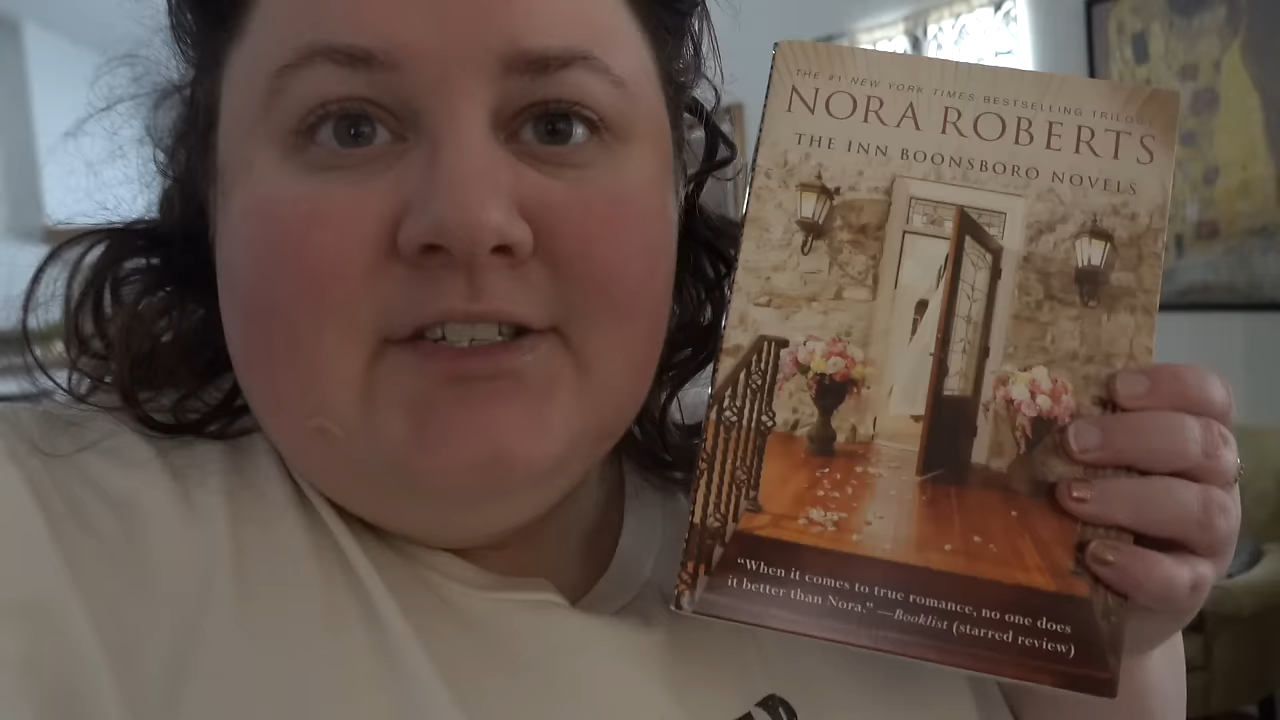 THE #1 NEW YORK TIMES BESTSELLING TRILOGY
NORA ROBERTS
THE INN BOONSBORO NOVELS
“When it comes to true romance, no one does
it better than Nora.” —Booklist (starred review)